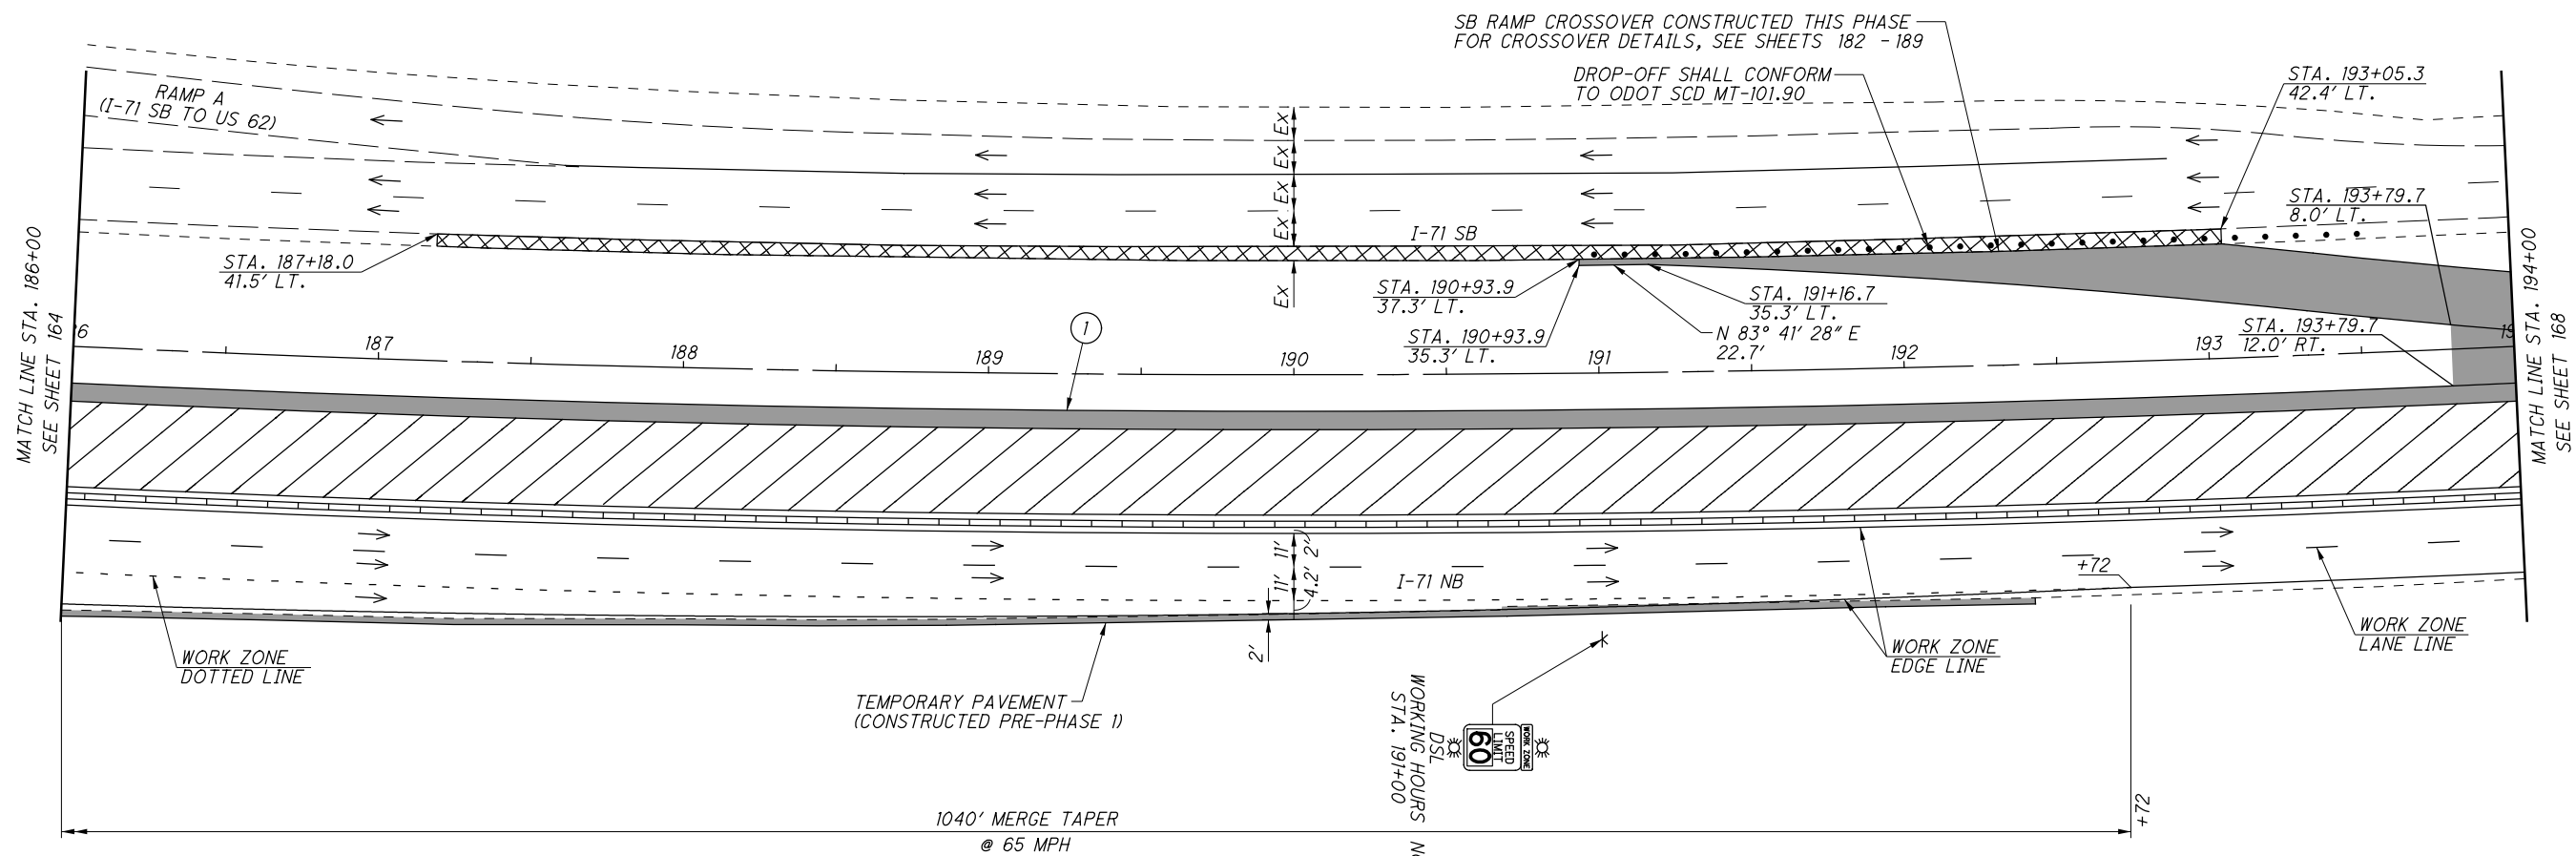 SB RAMP CROSSOVER CONSTRUCTED THIS PHASE
FOR CROSSOVER DETAILS, SEE SHEETS 182 - 189
DROP-OFF SHALL CONFORM
TO ODOT SCD MT-101.90
STA. 193+05.3
42.4' LT.
RAMP A
(I-71 SB TO US 62)
Ex
Ex
Ex
Ex
Ex
STA. 193+79.7
8.0' LT.
I-71 SB
STA. 187+18.0
41.5' LT.
STA. 190+93.9
37.3' LT.
STA. 191+16.7
35.3' LT.
STA. 190+93.9
35.3' LT.
N 83° 41' 28" E
22.7'
STA. 193+79.7
12.0' RT.
MATCH LINE STA. 186+00
SEE SHEET 164
MATCH LINE STA. 194+00
SEE SHEET 168
1
187
188
189
190
191
192
193
11'
2'
11'
4.2'
I-71 NB
+72
2'
WORK ZONE
DOTTED LINE
WORK ZONE
EDGE LINE
WORK ZONE
LANE LINE
TEMPORARY PAVEMENT
(CONSTRUCTED PRE-PHASE 1)
WORK ZONE
SPEED
LIMIT
60
DSL
WORKING HOURS
STA. 191+00
1040' MERGE TAPER
@ 65 MPH
+72